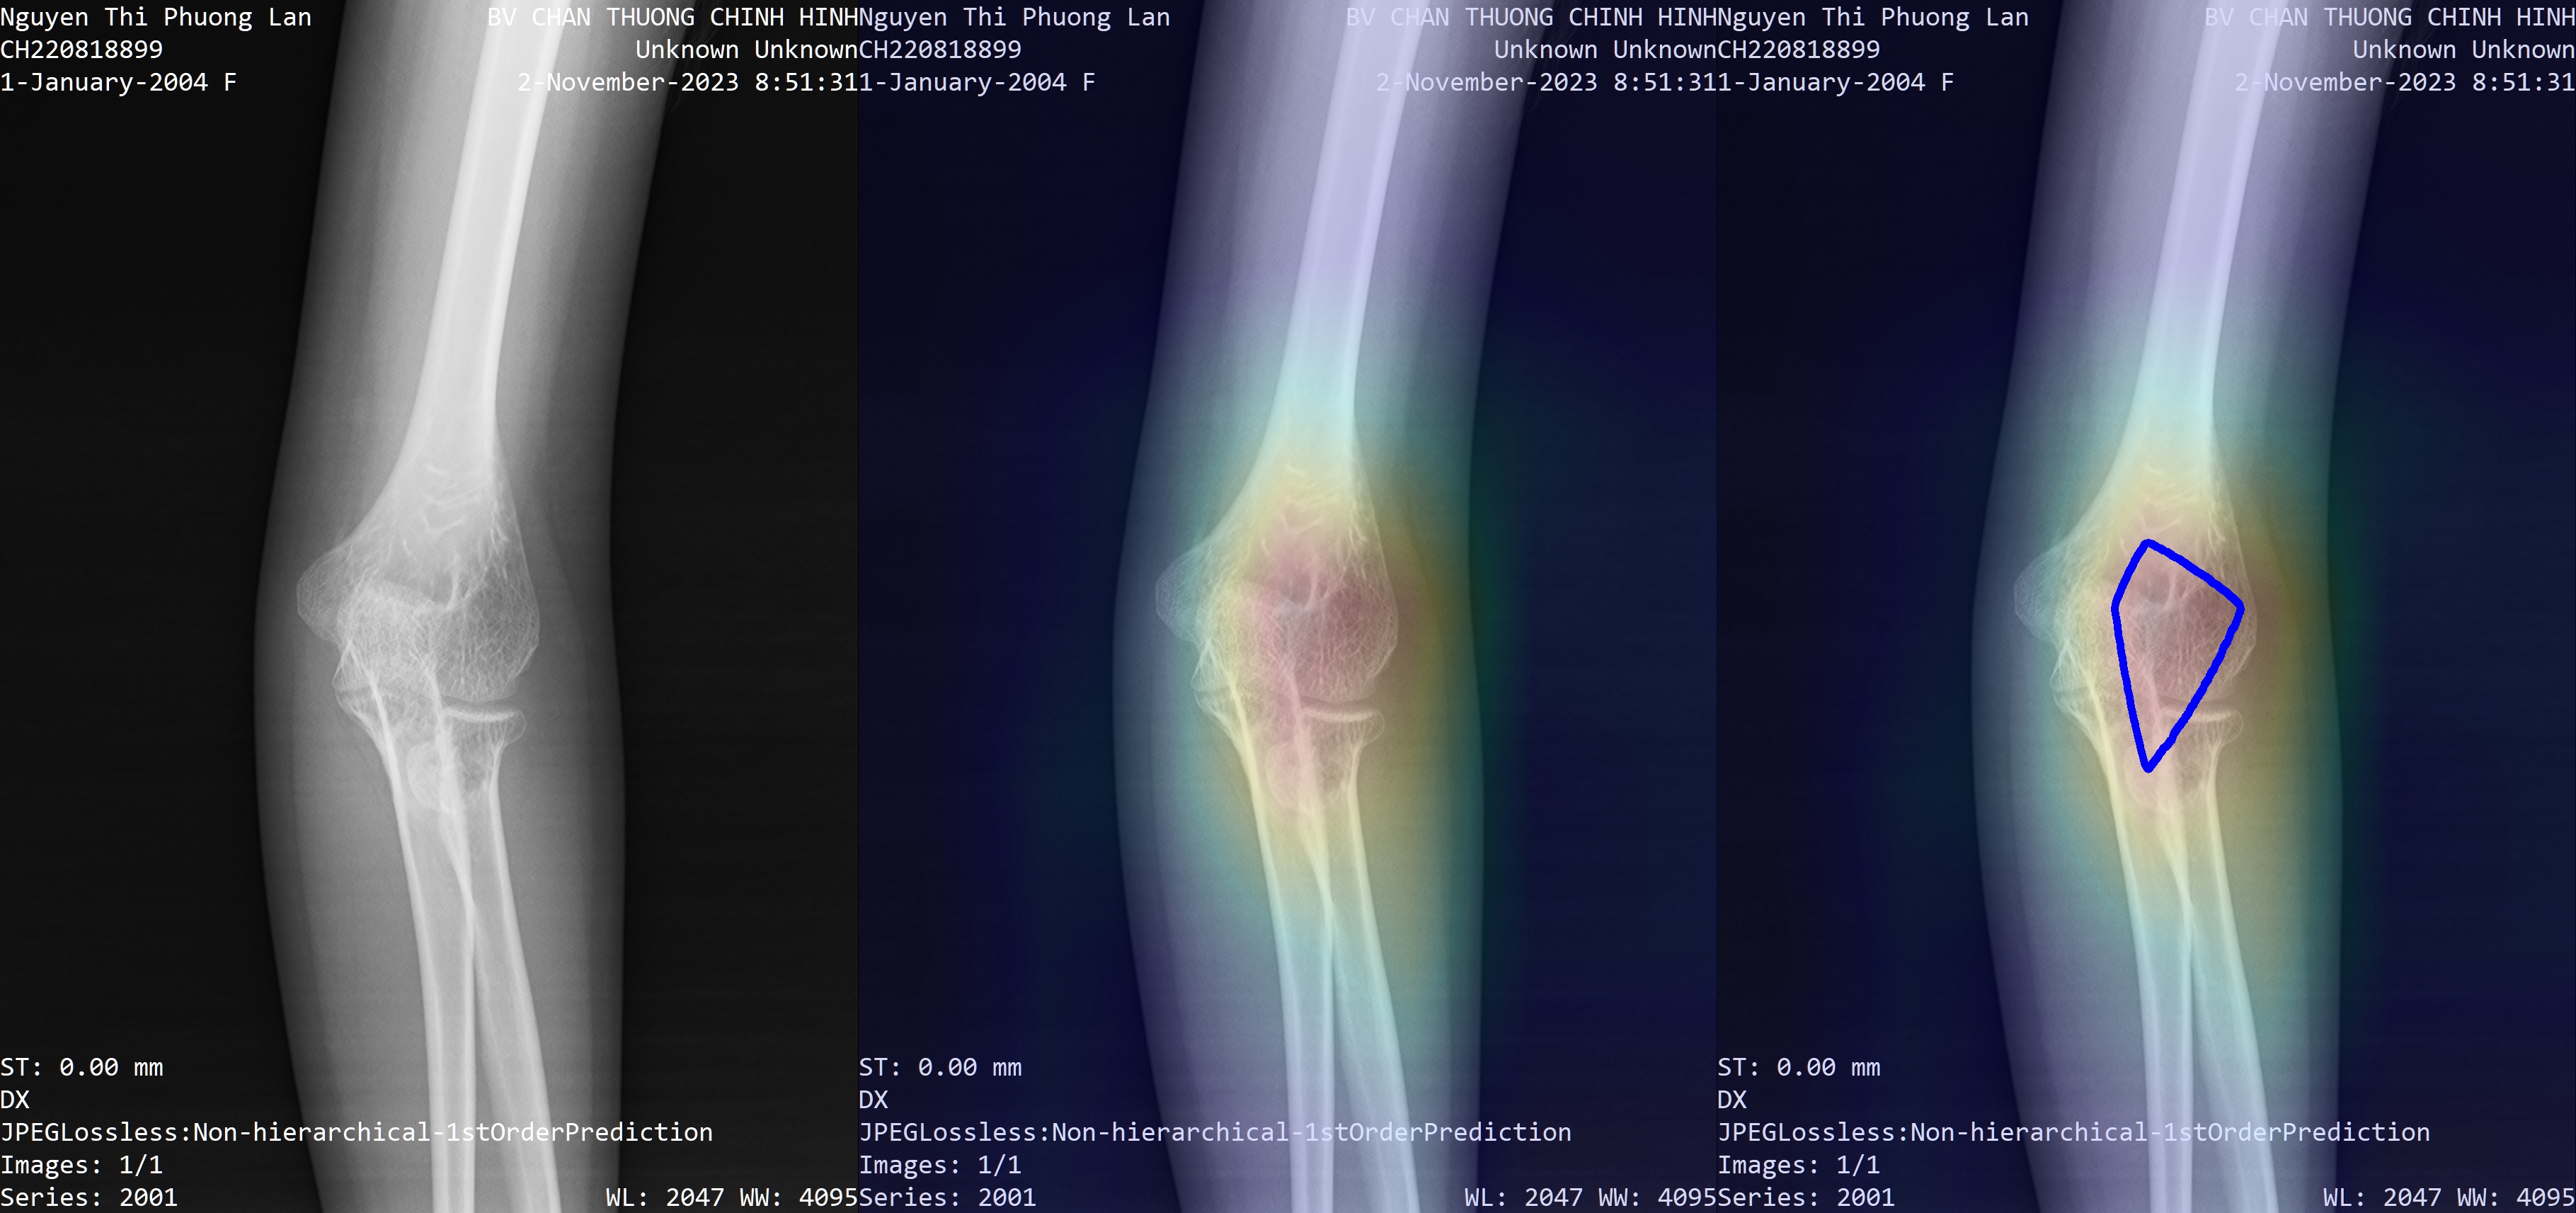 Nguyen Thi Phuong Lan
BV CHAN THUONG CHINH HINH
CH220818899
Unknown Unknown
1-January-2004 F
2-November-2023 8:51:31
ST: 0.00 mm
DX
JPEGLossless:Non-hierarchical-1stOrderPrediction
Images: 1/1
Series: 2001
WL: 2047 WW: 4095
Nguyen Thi Phuong Lan
BV CHAN THUONG CHINH HINH
CH220818899
Unknown Unknown
1-January-2004 F
2-November-2023 8:51:31
ST: 0.00 mm
DX
JPEGLossless:Non-hierarchical-1stOrderPrediction
Images: 1/1
Series: 2001
WL: 2047 WW: 4095
Nguyen Thi Phuong Lan
BV CHAN THUONG CHINH HINH
CH220818899
Unknown Unknown
1-January-2004 F
2-November-2023 8:51:31
ST: 0.00 mm
DX
JPEGLossless:Non-hierarchical-1stOrderPrediction
Images: 1/1
Series: 2001
WL: 2047 WW: 4095